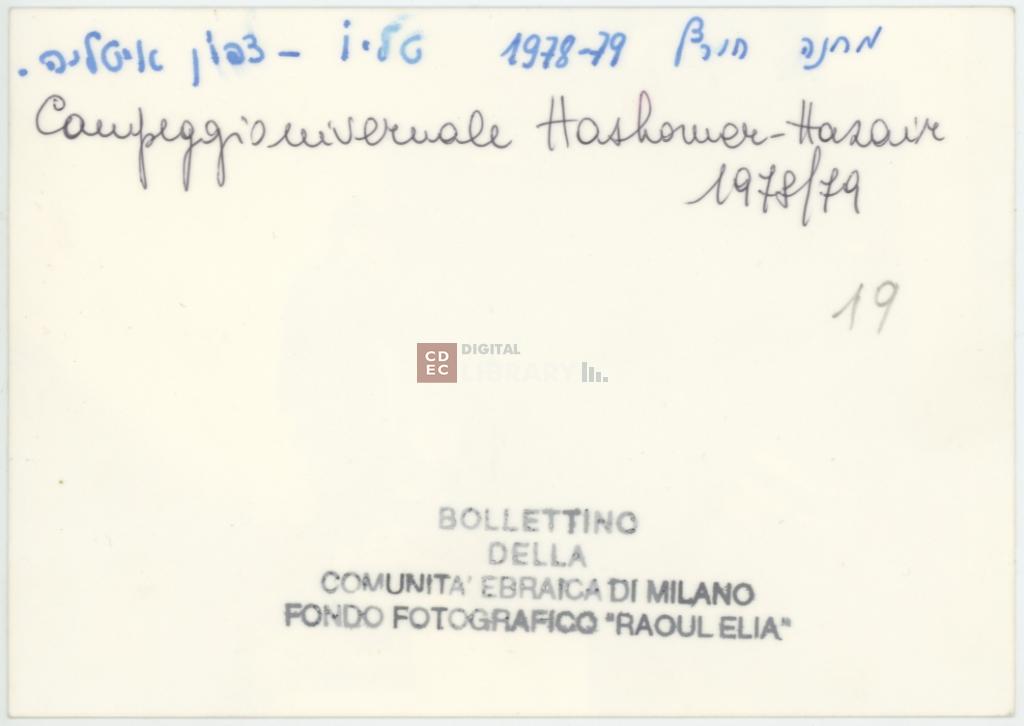 מחנה חורף 1978-79 טליו - צפון איטליה.
Campeggio invernale Hashomer-Hazair
1978/79
19
CDEC DIGITAL
LIBRARY
BOLLETTINO
DELLA
COMUNITA' EBRAICA DI MILANO
FONDO FOTOGRAFICO "RAOUL ELIA"